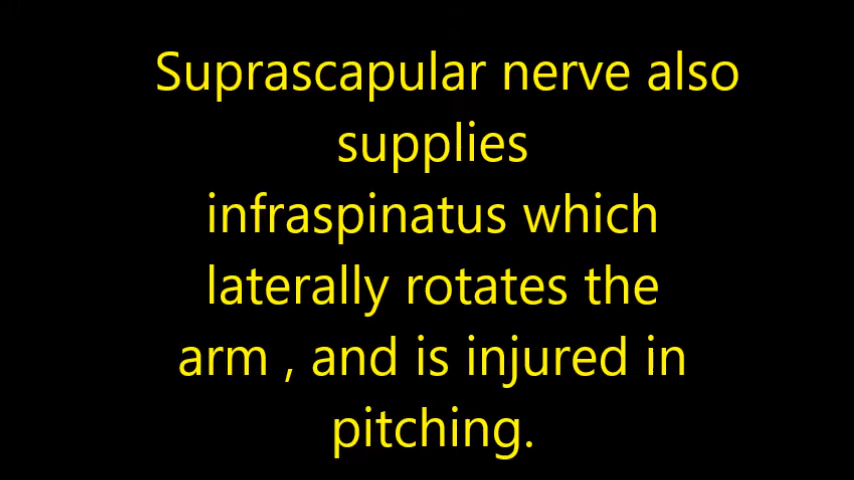 Suprascapular nerve also
supplies
infraspinatus which
laterally rotates the
arm , and is injured in
pitching.